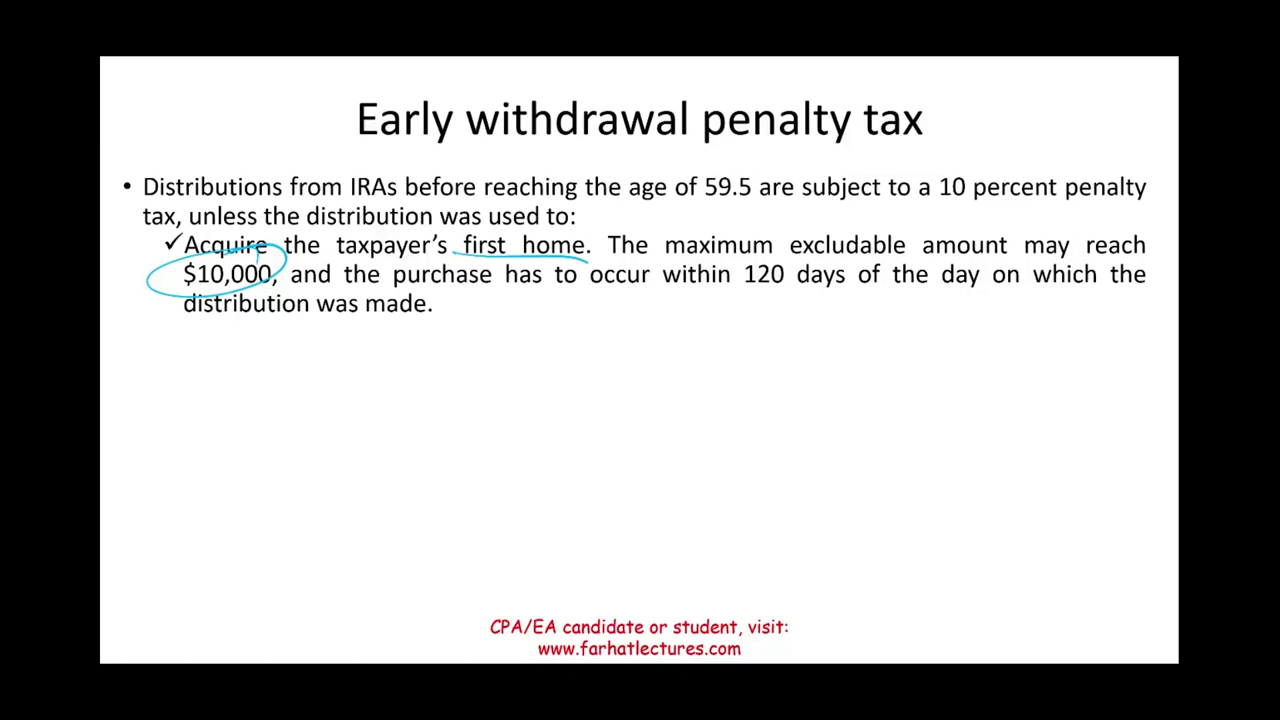 Early withdrawal penalty tax
• Distributions from IRAs before reaching the age of 59.5 are subject to a 10 percent penalty
tax, unless the distribution was used to:
✓Acquire the taxpayer’s first home. The maximum excludable amount may reach
$10,000, and the purchase has to occur within 120 days of the day on which the
distribution was made.
CPA/EA candidate or student, visit:
www.farhatlectures.com